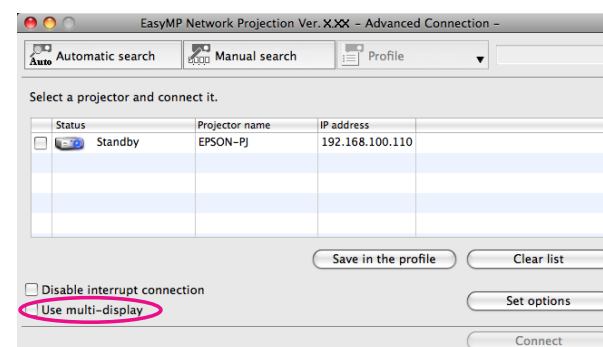 EasyMP Network Projection Ver. X.XX – Advanced Connection –
Auto Automatic search Manual search Profile
Select a projector and connect it.
Status Projector name IP address
Standby EPSON-PJ 192.168.100.110
Save in the profile Clear list
Disable interrupt connection
Set options
Use multi-display
Connect